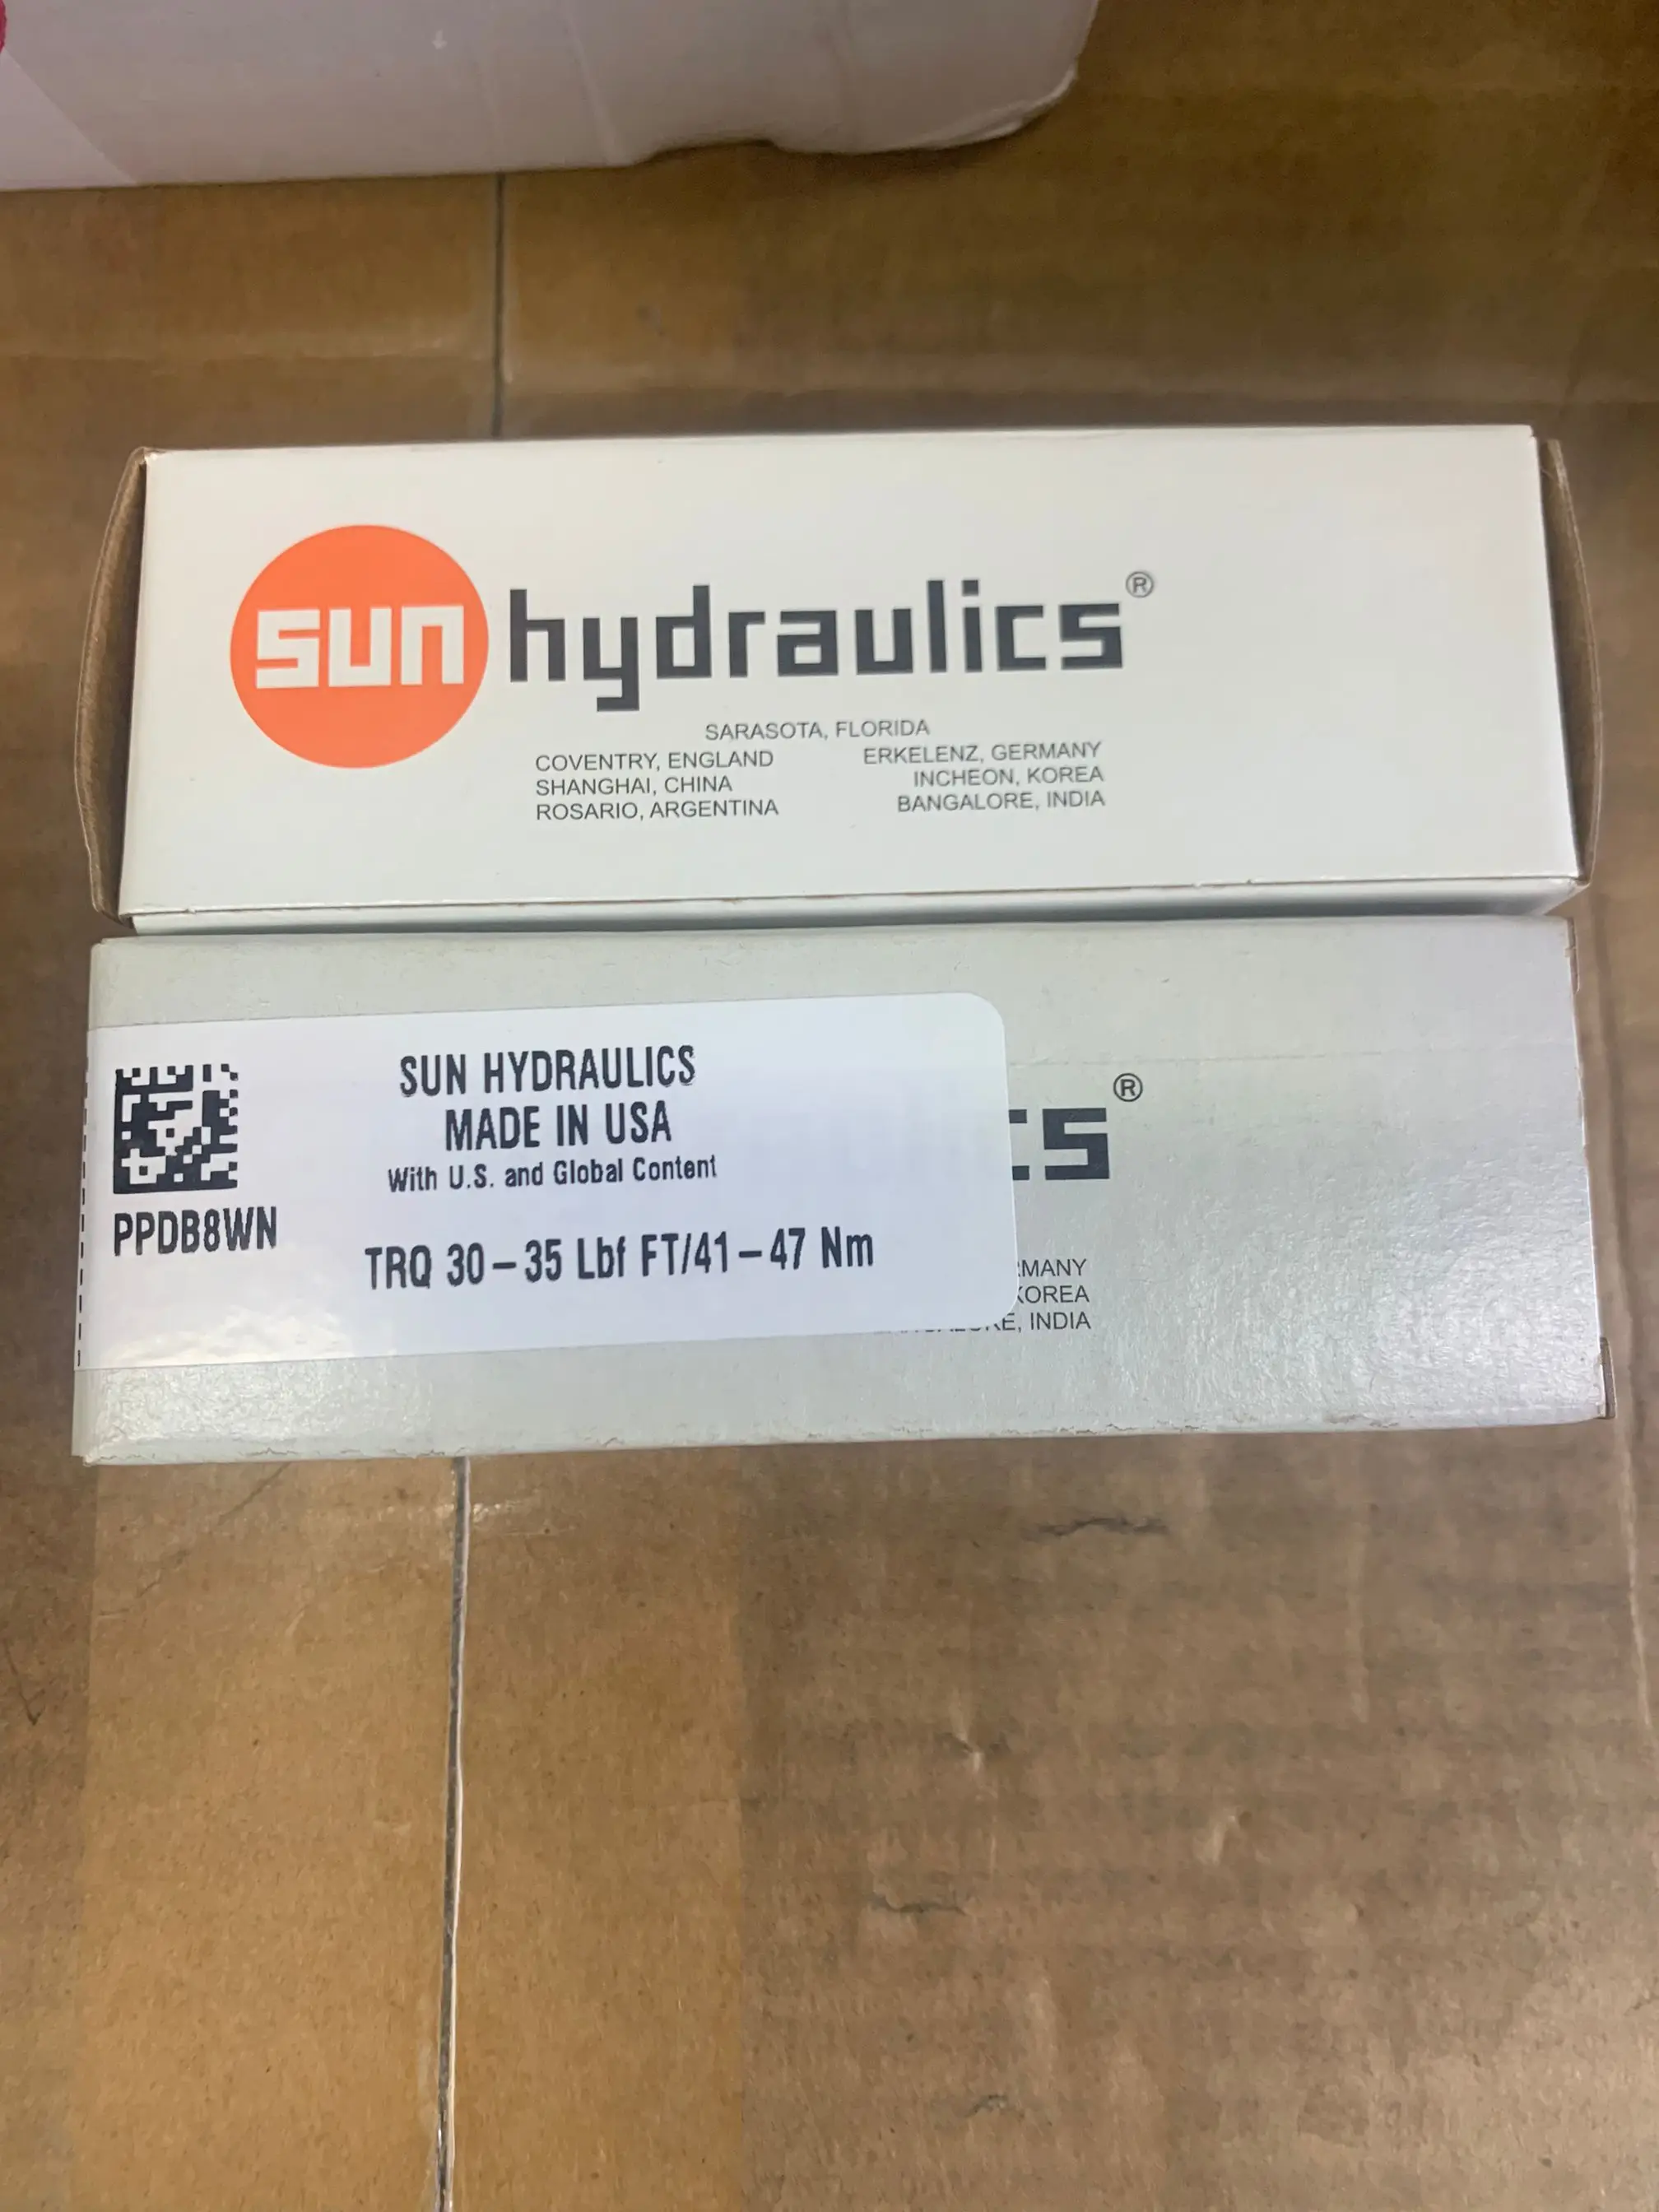 sun hydraulics®
SARASOTA, FLORIDA
COVENTRY, ENGLAND ERKELENZ, GERMANY
SHANGHAI, CHINA INCHEON, KOREA
ROSARIO, ARGENTINA BANGALORE, INDIA
SUN HYDRAULICS
MADE IN USA
With U.S. and Global Content
PPDB8WN
TRQ 30-35 Lbf FT/41-47 Nm
cs®
MANY
KOREA
E, INDIA